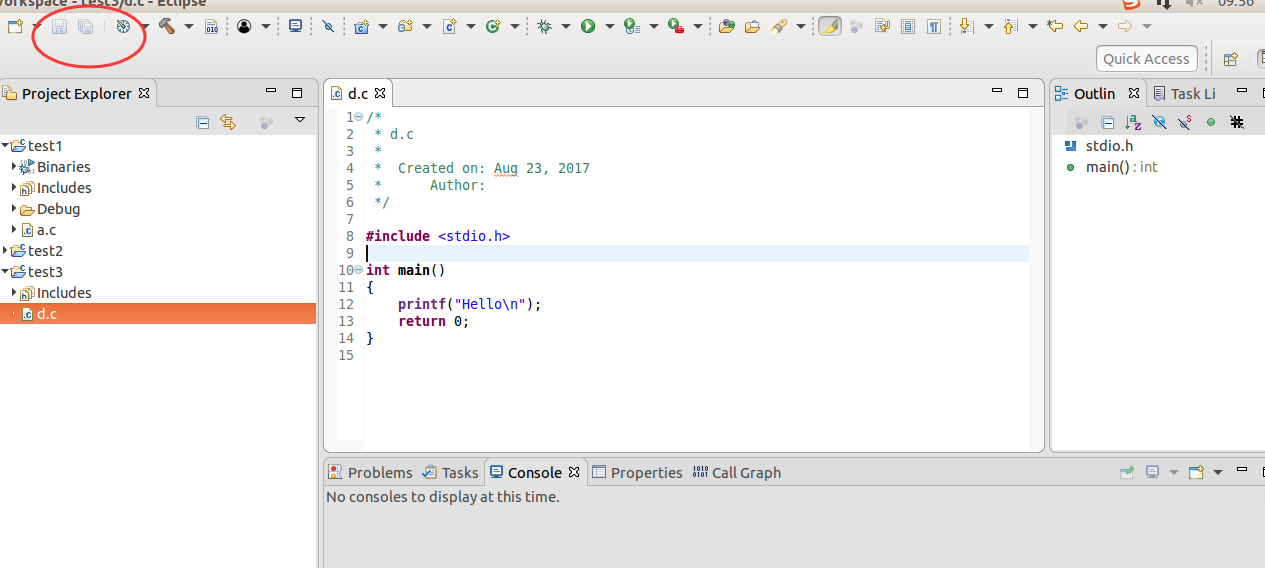 workspace - test3/d.c - Eclipse
09:56
010
Quick Access
Project Explorer
test1
Binaries
Includes
Debug
a.c
test2
test3
Includes
d.c
d.c
1 /*
2 * d.c
3 *
4 * Created on: Aug 23, 2017
5 * Author:
6 */
7
8 #include <stdio.h>
9
10 int main()
11 {
12 printf("Hello\n");
13 return 0;
14 }
15
Outlin
Task Li
stdio.h
main() : int
Problems
Tasks
Console
Properties
Call Graph
No consoles to display at this time.